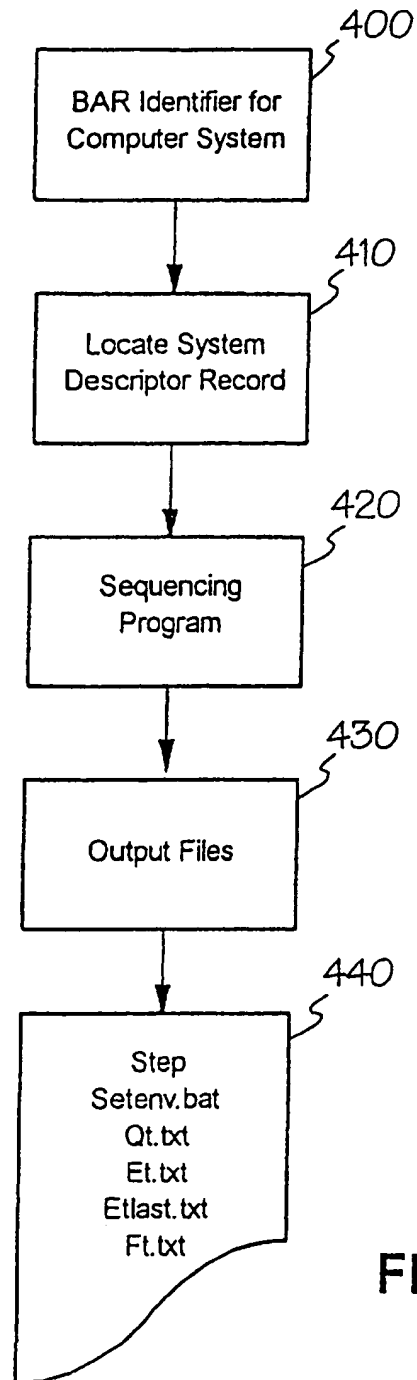 400
BAR Identifier for
Computer System
410
Locate System
Descriptor Record
420
Sequencing
Program
430
Output Files
440
Step
Setenv.bat
Qt.txt
Et.txt
Etlast.txt
Ft.txt